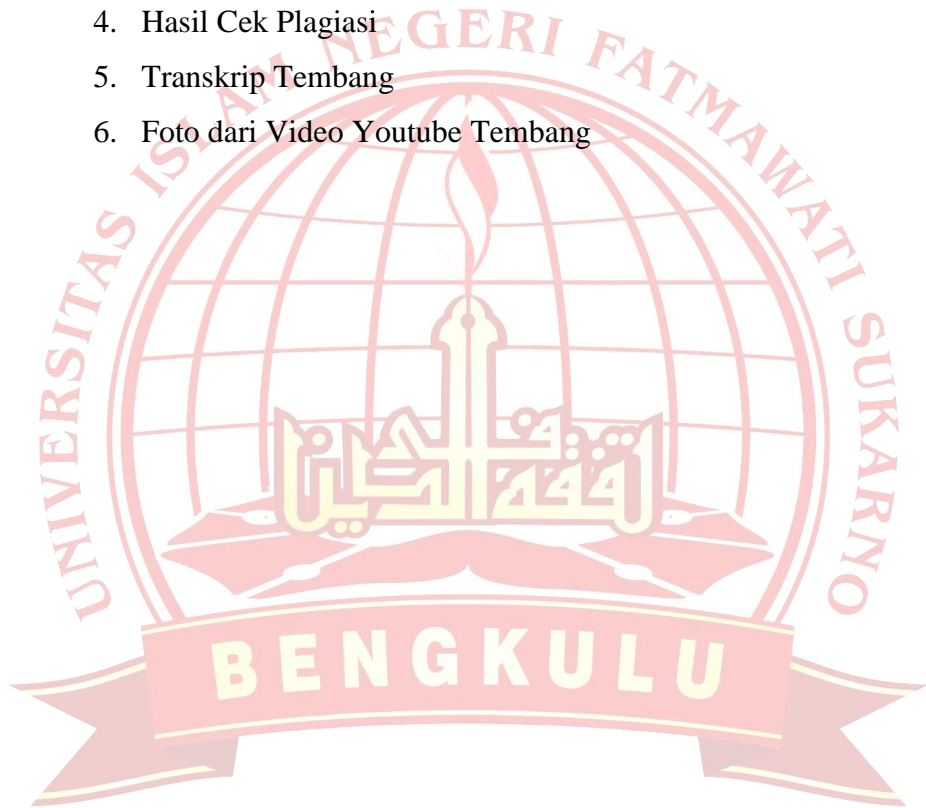 4. Hasil Cek Plagiasi
5. Transkrip Tembang
6. Foto dari Video Youtube Tembang
UNIVERSITAS ISLAM NEGERI FATMAWATI SUKARNO
BENGKULU